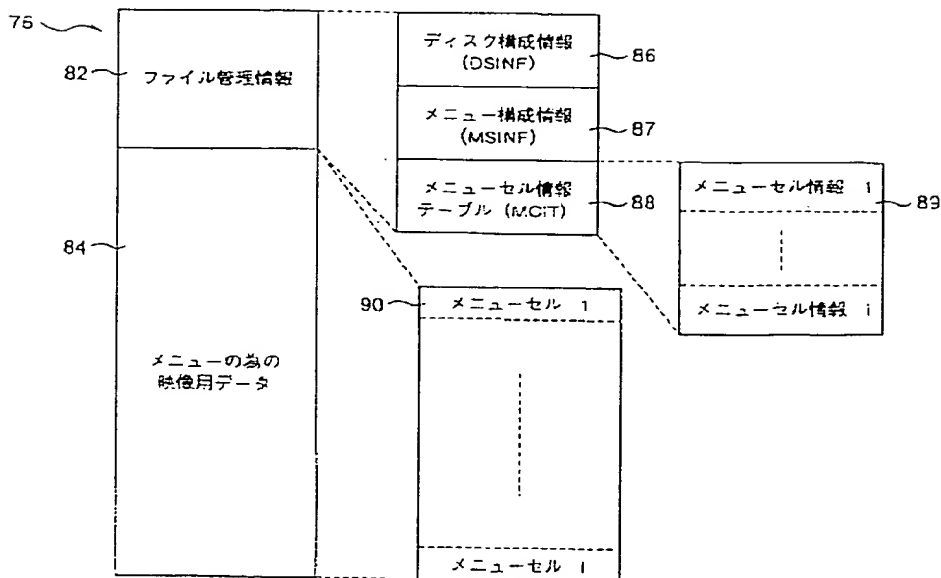 76
82
ファイル管理情報
84
メニューの為の
映像用データ
ディスク構成情報
(DSINF)
86
メニュー構成情報
(MSINF)
87
メニューセル情報
テーブル (MCIT)
88
メニューセル情報 1
89
メニューセル情報 i
90
メニューセル 1
メニューセル i